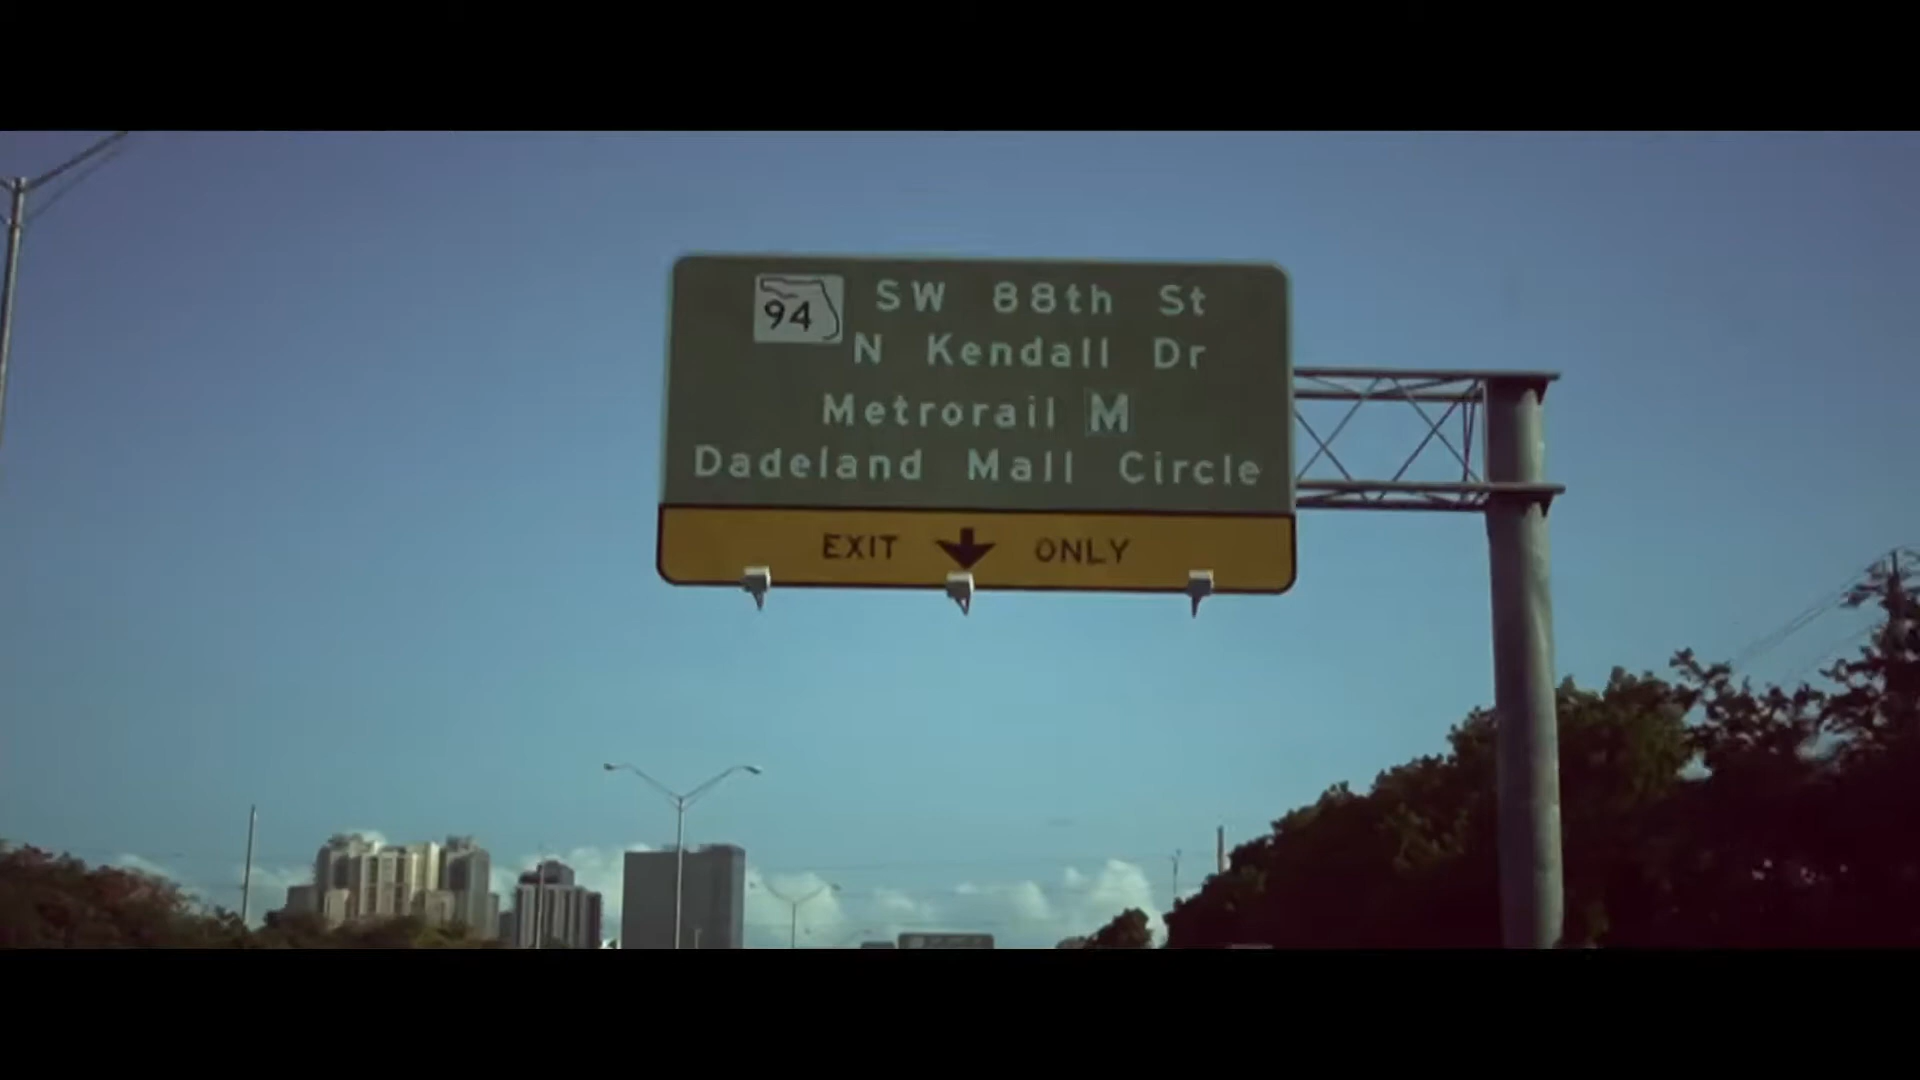 94 SW 88th St
N Kendall Dr
Metrorail M
Dadeland Mall Circle
EXIT ONLY